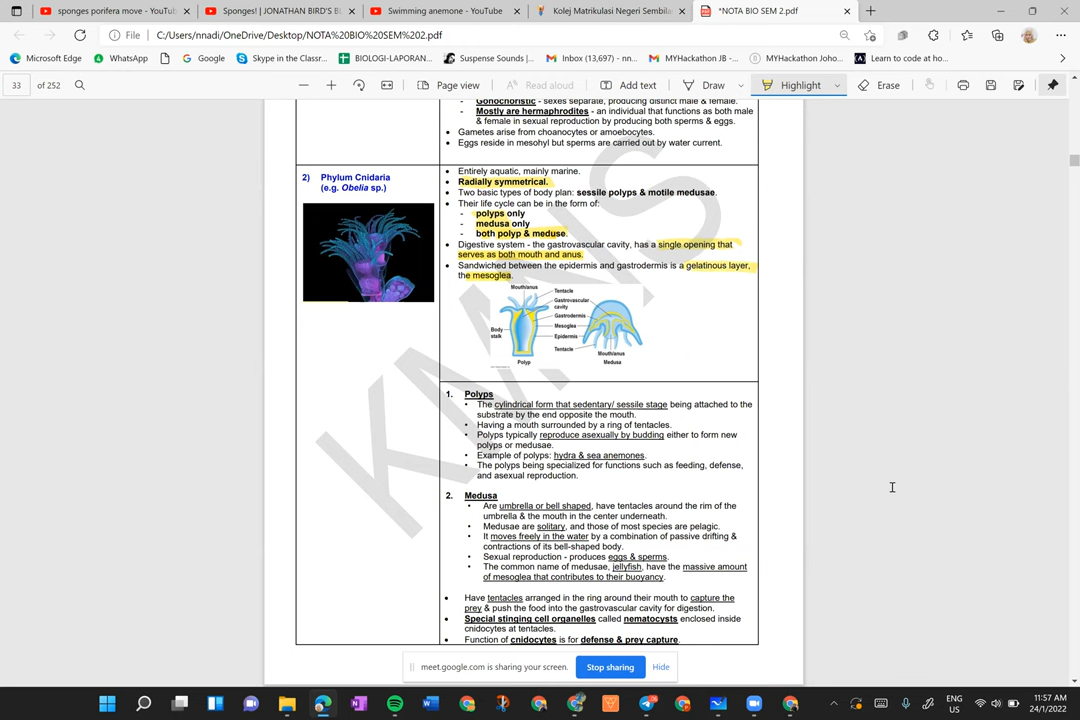 sponges porifera move - YouTub
Sponges! | JONATHAN BIRD'S BL
Swimming anemone - YouTube
Kolej Matrikulasi Negeri Sembilan
*NOTA BIO SEM 2.pdf
File C:/Users/nnadi/OneDrive/Desktop/NOTA%20BIO%20SEM%202.pdf
Microsoft Edge
WhatsApp
Google
Skype in the Classr...
BIOLOGI-LAPORAN...
Suspense Sounds |...
Inbox (13,697) - nn...
MYHackathon JB -...
MYHackathon Joho...
Learn to code at ho...
33 of 252
Page view
Read aloud
Add text
Draw
Highlight
Erase
Gonochoristic - sexes separate, producing distinct male & female.
- Mostly are hermaphrodites - an individual that functions as both male
& female in sexual reproduction by producing both sperms & eggs.
• Gametes arise from choanocytes or amoebocytes.
• Eggs reside in mesohyl but sperms are carried out by water current.
2) Phylum Cnidaria
(e.g. Obelia sp.)
• Entirely aquatic, mainly marine.
• Radially symmetrical.
• Two basic types of body plan: sessile polyps & motile medusae.
• Their life cycle can be in the form of:
- polyps only
- medusa only
- both polyp & meduse.
• Digestive system - the gastrovascular cavity, has a single opening that
serves as both mouth and anus.
• Sandwiched between the epidermis and gastrodermis is a gelatinous layer,
the mesoglea.
Mouth/anus
Tentacle
Gastrovascular
cavity
Gastrodermis
Mesoglea
Body
stalk
Epidermis
Tentacle
Mouth/anus
Polyp
Medusa
1. Polyps
• The cylindrical form that sedentary/ sessile stage being attached to the
substrate by the end opposite the mouth.
• Having a mouth surrounded by a ring of tentacles.
• Polyps typically reproduce asexually by budding either to form new
polyps or medusae.
• Example of polyps: hydra & sea anemones.
• The polyps being specialized for functions such as feeding, defense,
and asexual reproduction.
2. Medusa
• Are umbrella or bell shaped, have tentacles around the rim of the
umbrella & the mouth in the center underneath.
• Medusae are solitary, and those of most species are pelagic.
• It moves freely in the water by a combination of passive drifting &
contractions of its bell-shaped body.
• Sexual reproduction - produces eggs & sperms.
• The common name of medusae, jellyfish, have the massive amount
of mesoglea that contributes to their buoyancy.
• Have tentacles arranged in the ring around their mouth to capture the
prey & push the food into the gastrovascular cavity for digestion.
• Special stinging cell organelles called nematocysts enclosed inside
cnidocytes at tentacles.
• Function of cnidocytes is for defense & prey capture.
KMNS
meet.google.com is sharing your screen.
Stop sharing
Hide
ENG
US
11:57 AM
24/1/2022